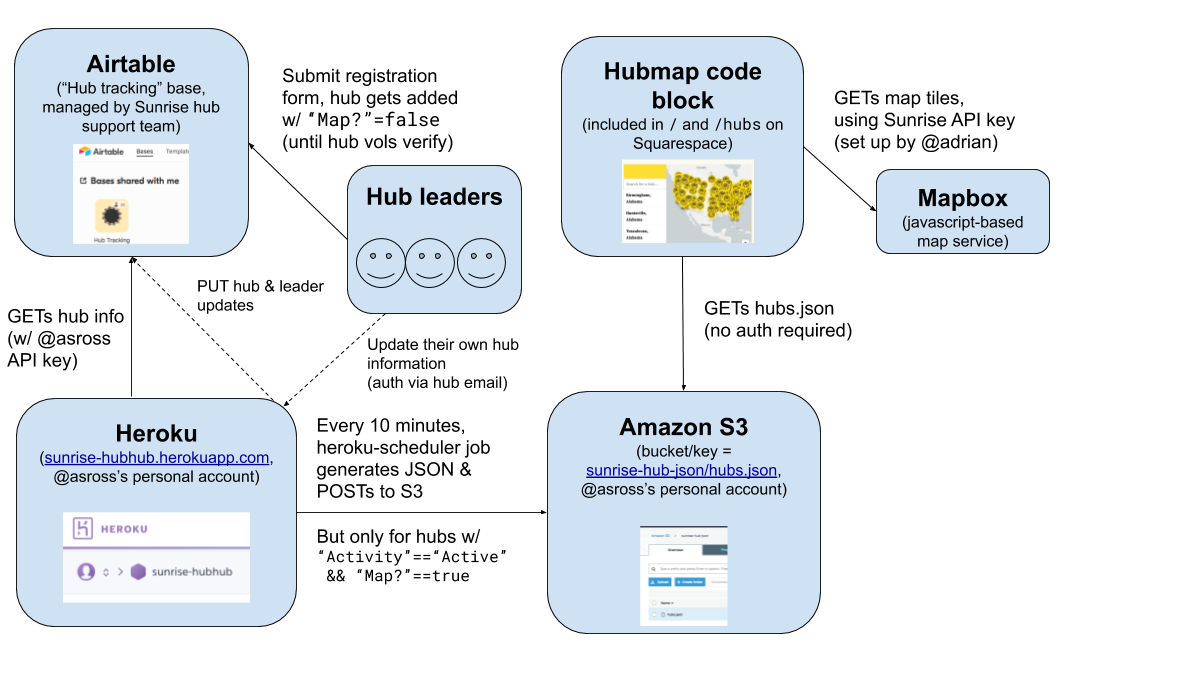 Airtable
(“Hub tracking” base,
managed by Sunrise hub
support team)
Airtable Bases Templat
Bases shared with me
Hub Tracking
Submit registration
form, hub gets added
w/ “Map?”=false
(until hub vols verify)
Hub leaders
Hubmap code
block
(included in / and /hubs on
Squarespace)
Search for a hub...
Birmingham,
Alabama
Huntsville,
Alabama
Tuscaloosa,
Alabama
GETs map tiles,
using Sunrise API key
(set up by @adrian)
Mapbox
(javascript-based
map service)
PUT hub & leader
updates
GETs hub info
(w/ @asross
API key)
Update their own hub
information
(auth via hub email)
GETs hubs.json
(no auth required)
Heroku
(sunrise-hubhub.herokuapp.com,
@asross’s personal account)
HEROKU
sunrise-hubhub
Every 10 minutes,
heroku-scheduler job
generates JSON &
POSTs to S3
But only for hubs w/
“Activity”==“Active”
&& “Map?”==true
Amazon S3
(bucket/key =
sunrise-hub-json/hubs.json,
@asross’s personal account)
Amazon S3 > sunrise-hub-json
Overview
Upload Create folder
Name
hubs.json